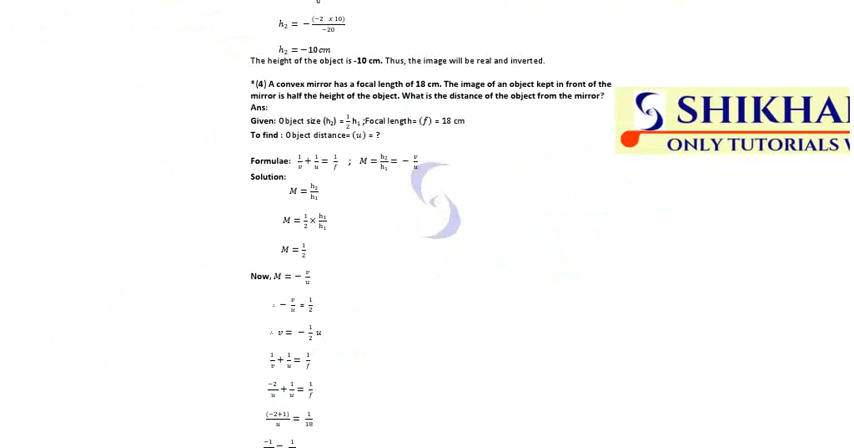 u
h₂ = − (−2 x 10)/−20
h₂ = −10 cm
The height of the object is -10 cm. Thus, the image will be real and inverted.
*(4) A convex mirror has a focal length of 18 cm. The image of an object kept in front of the
mirror is half the height of the object. What is the distance of the object from the mirror?
Ans:
Given: Object size (h₂) = 1/2 h₁ ;Focal length= (f) = 18 cm
To find : Object distance= (u) = ?
Formulae: 1/v + 1/u = 1/f ; M = h₂/h₁ = − v/u
Solution:
M = h₂/h₁
M = 1/2 × h₁/h₁
M = 1/2
Now, M = − v/u
∴ − v/u = 1/2
∴ v = − 1/2 u
1/v + 1/u = 1/f
−2/u + 1/u = 1/f
(−2+1)/u = 1/18
−1 = 1
SHIKHA
ONLY TUTORIALS